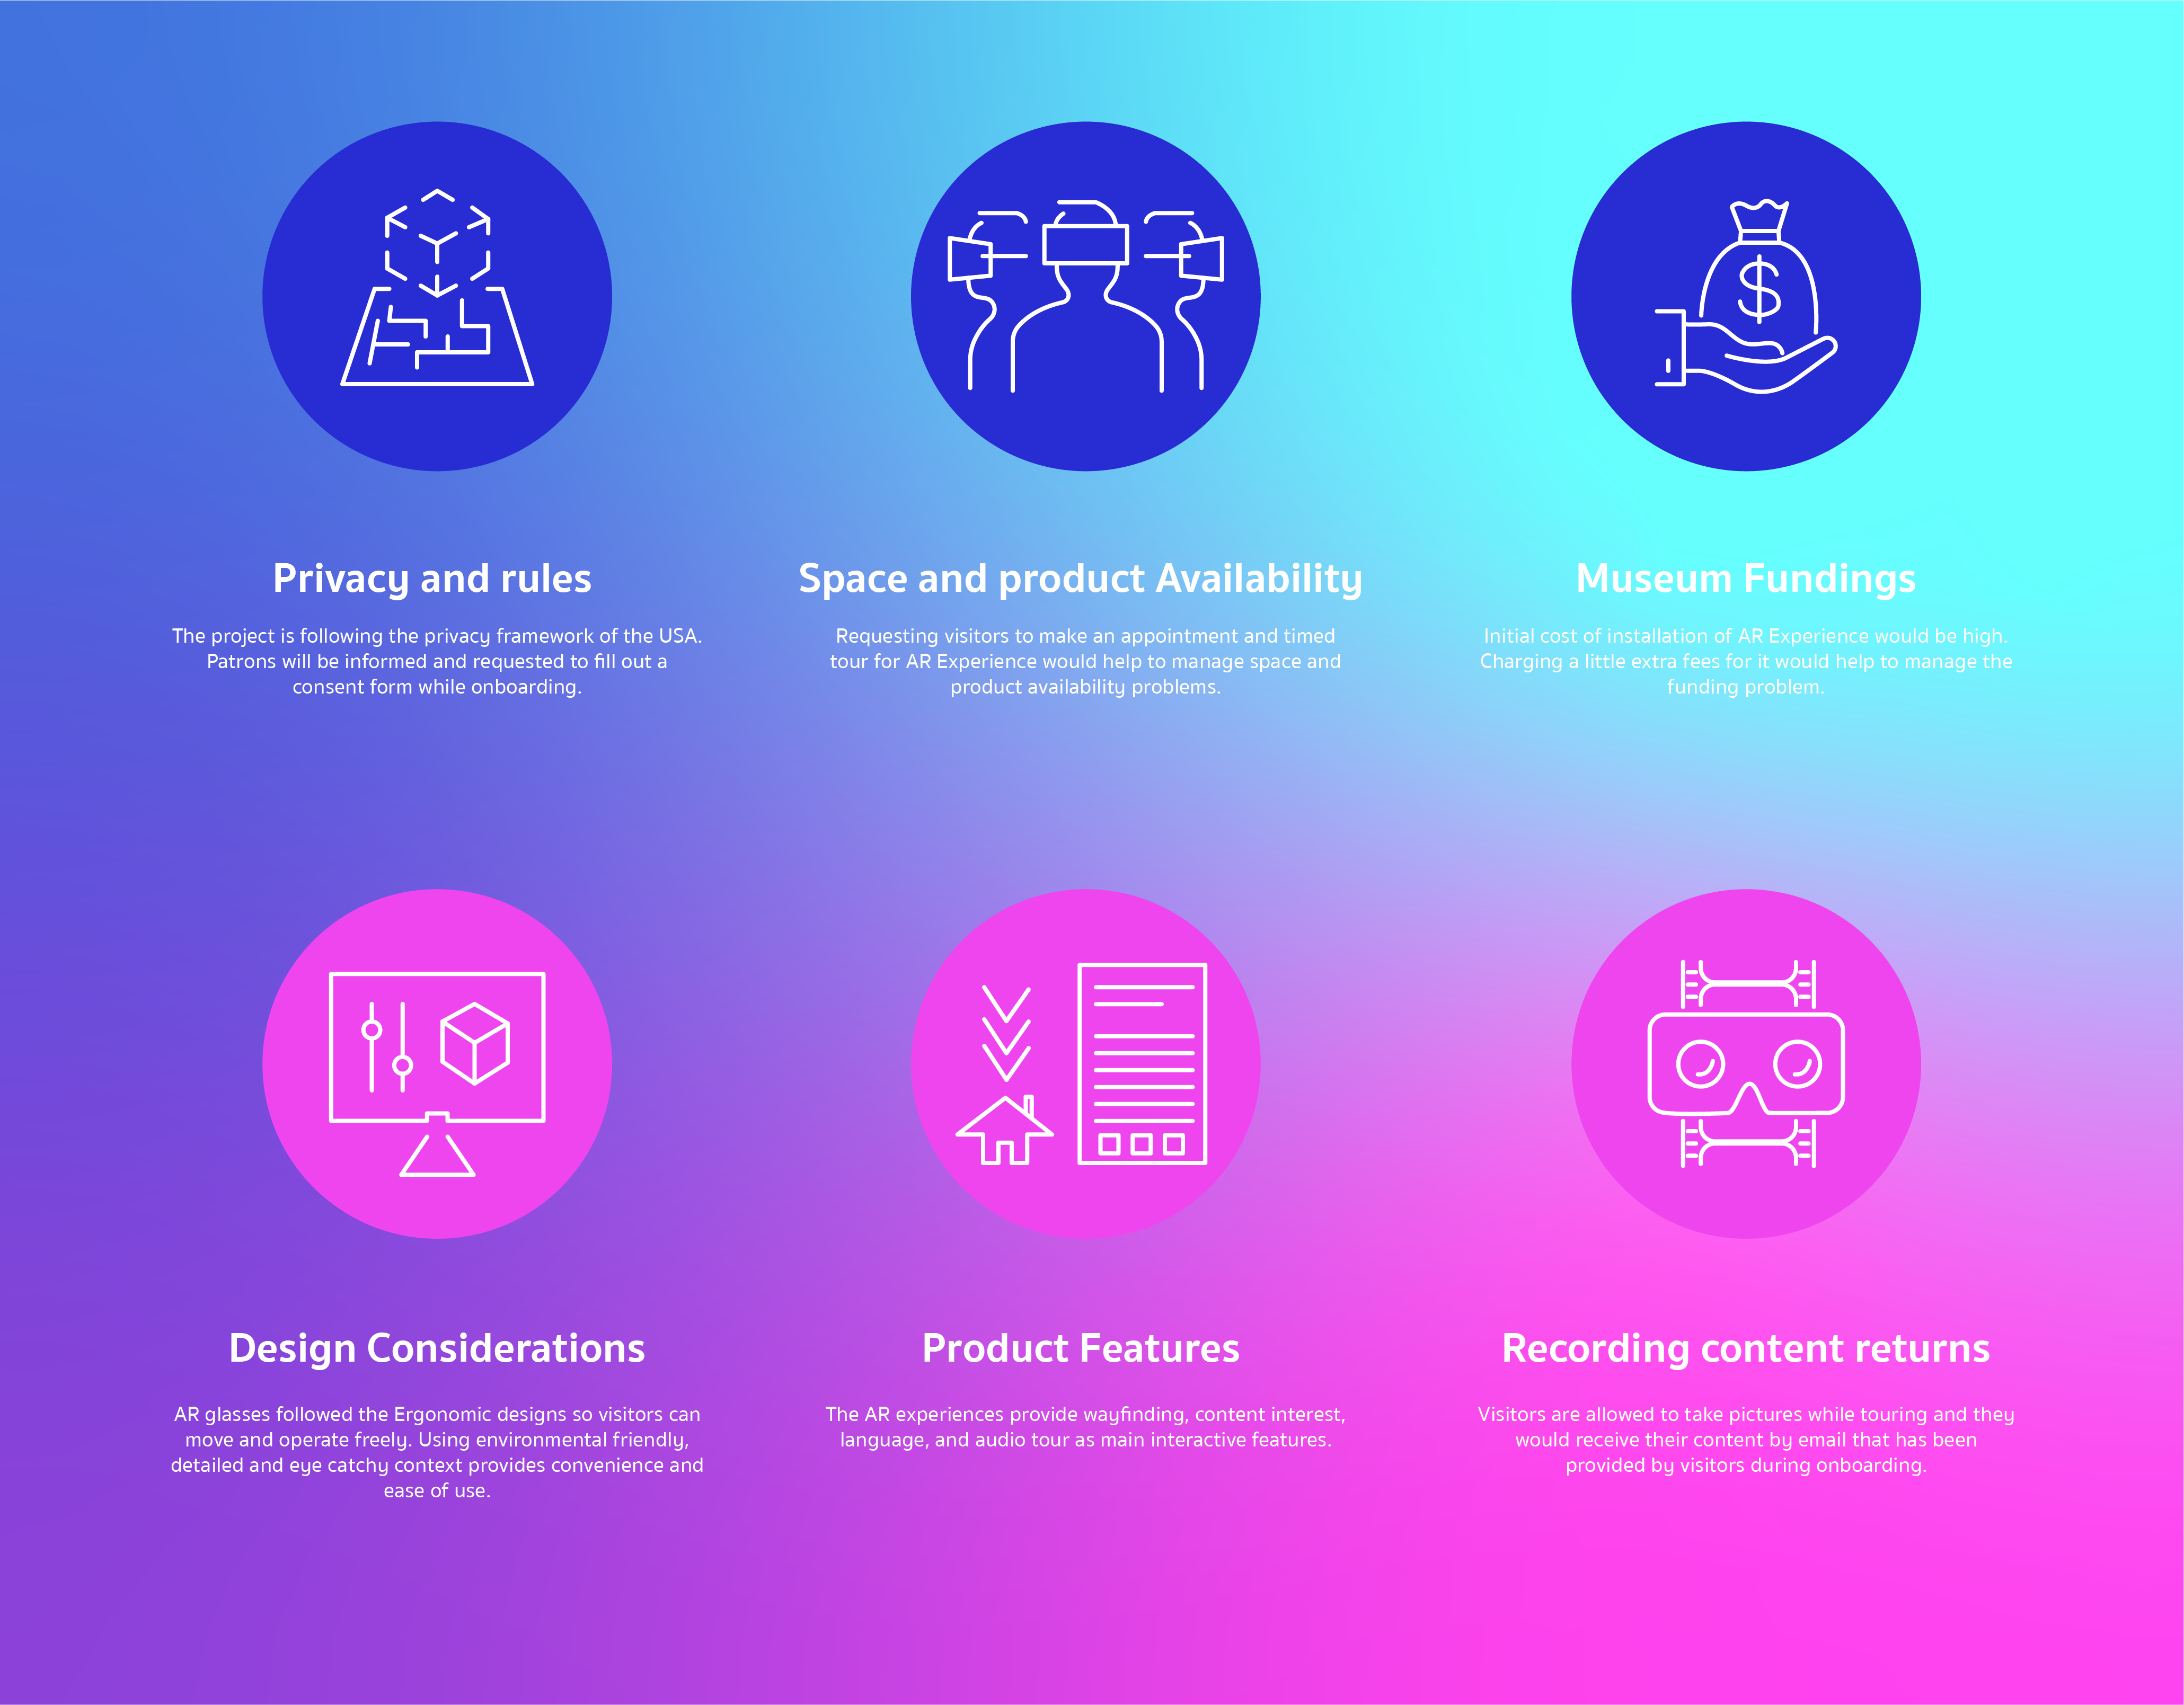 Privacy and rules
The project is following the privacy framework of the USA.
Patrons will be informed and requested to fill out a
consent form while onboarding.
Space and product Availability
Requesting visitors to make an appointment and timed
tour for AR Experience would help to manage space and
product availability problems.
Museum Fundings
Initial cost of installation of AR Experience would be high.
Charging a little extra fees for it would help to manage the
funding problem.
Design Considerations
AR glasses followed the Ergonomic designs so visitors can
move and operate freely. Using environmental friendly,
detailed and eye catchy context provides convenience and
ease of use.
Product Features
The AR experiences provide wayfinding, content interest,
language, and audio tour as main interactive features.
Recording content returns
Visitors are allowed to take pictures while touring and they
would receive their content by email that has been
provided by visitors during onboarding.